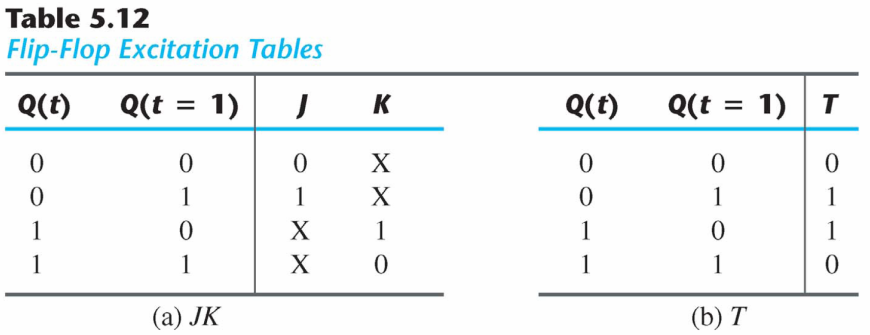 Table 5.12
Flip-Flop Excitation Tables
Q(t) Q(t = 1) J K Q(t) Q(t = 1) T
0 0 0 X 0 0 0
0 1 1 X 0 1 1
1 0 X 1 1 0 1
1 1 X 0 1 1 0
(a) JK (b) T